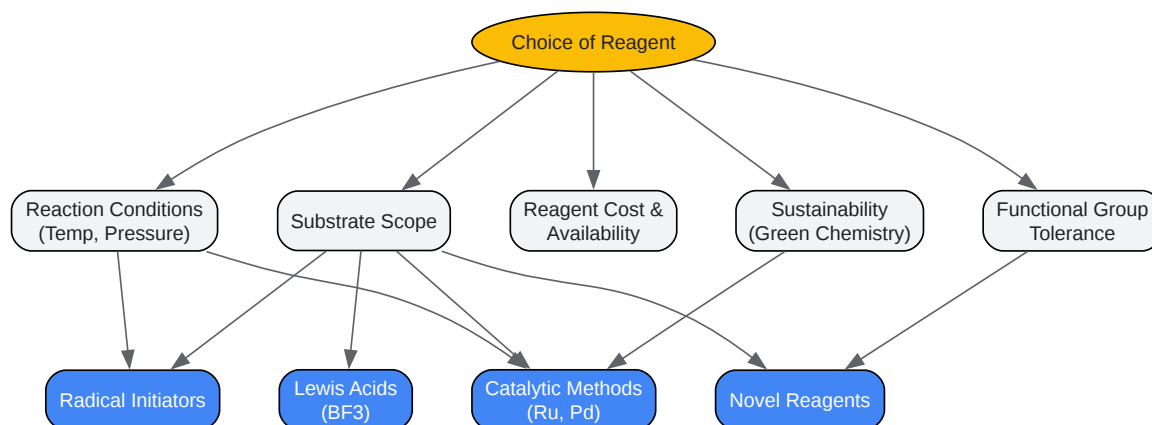 Choice of Reagent
Reaction Conditions
(Temp, Pressure)
Substrate Scope
Reagent Cost &
Availability
Sustainability
(Green Chemistry)
Functional Group
Tolerance
Radical Initiators
Lewis Acids
(BF3)
Catalytic Methods
(Ru, Pd)
Novel Reagents